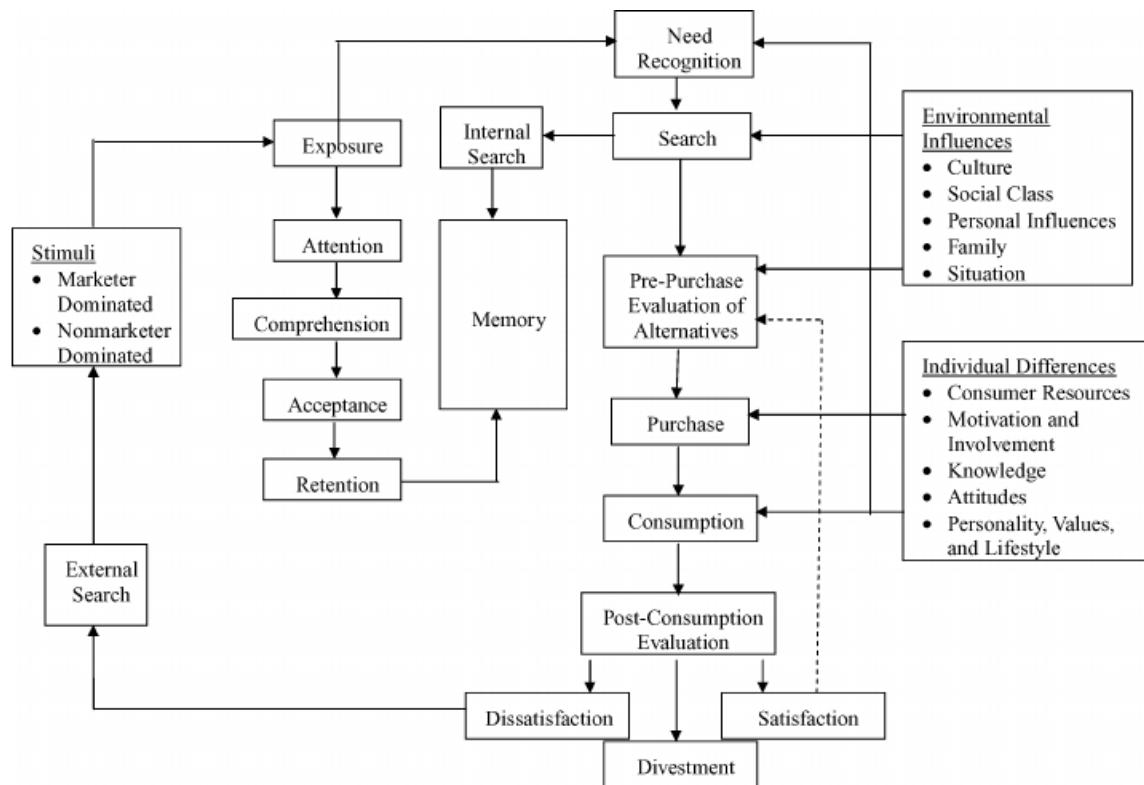 Need
Recognition
Exposure
Internal
Search
Search
Environmental
Influences
• Culture
• Social Class
• Personal Influences
• Family
• Situation
Stimuli
• Marketer
Dominated
• Nonmarketer
Dominated
Attention
Comprehension
Acceptance
Retention
Memory
Pre-Purchase
Evaluation of
Alternatives
Individual Differences
• Consumer Resources
• Motivation and
Involvement
• Knowledge
• Attitudes
• Personality, Values,
and Lifestyle
Purchase
Consumption
External
Search
Post-Consumption
Evaluation
Dissatisfaction
Satisfaction
Divestment